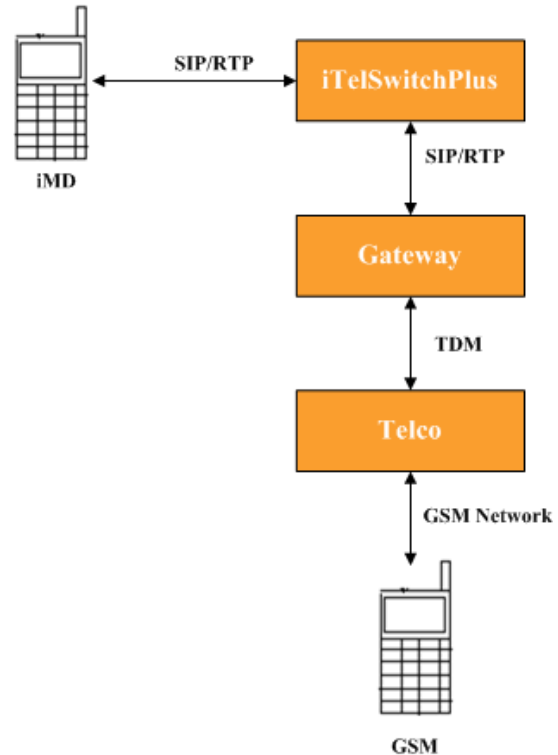 SIP/RTP
iTelSwitchPlus
iMD
SIP/RTP
Gateway
TDM
Telco
GSM Network
GSM